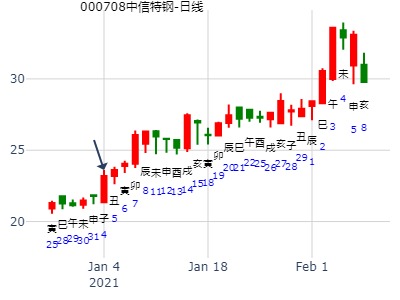 000708中信特钢-日线
30
25
20
寅 巳 午 未 申 子 丑 寅 卯 辰 未 申 酉 戌 亥 寅 卯 辰 巳 午 酉 戌 亥 子 丑 辰 巳 午 未 申 亥
25 28 29 30 31 4 5 6 7 8 11 12 13 14 15 18 19 20 21 22 25 26 27 28 29 1 2 3 4 5 8
Jan 4 Jan 18 Feb 1
2021